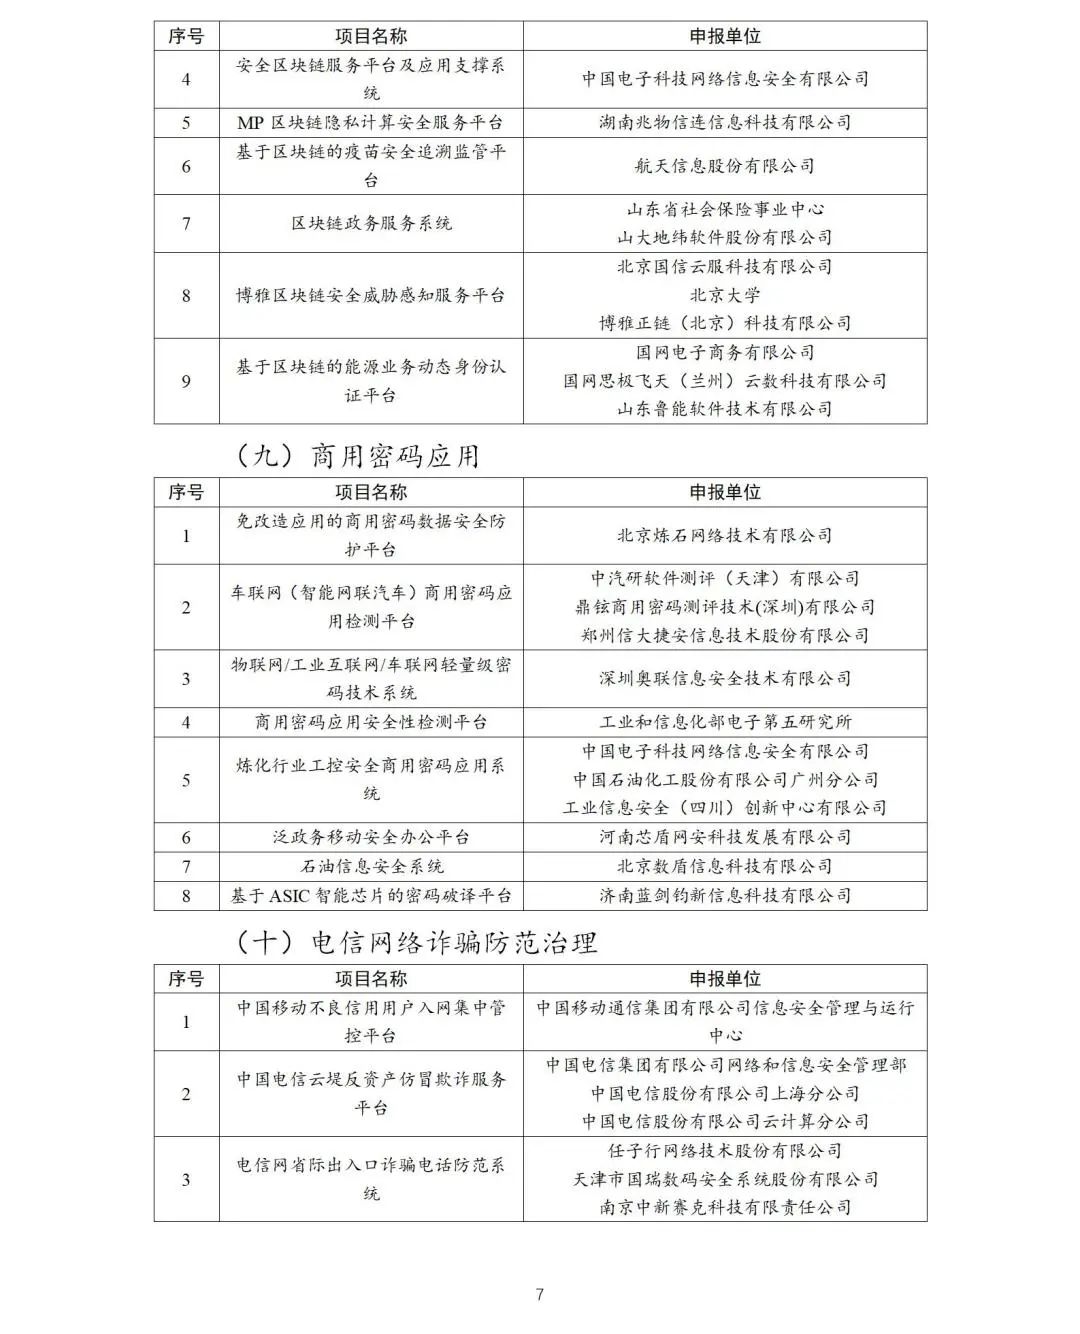 序号 项目名称 申报单位
4 安全区块链服务平台及应用支撑系统 中国电子科技网络信息安全有限公司
5 MP 区块链隐私计算安全服务平台 湖南兆物信连信息科技有限公司
6 基于区块链的疫苗安全追溯监管平台 航天信息股份有限公司
7 区块链政务服务系统 山东省社会保险事业中心
山大地纬软件股份有限公司
8 博雅区块链安全威胁感知服务平台 北京国信云服科技有限公司
北京大学
博雅正链（北京）科技有限公司
9 基于区块链的能源业务动态身份认证平台 国网电子商务有限公司
国网思极飞天（兰州）云数科技有限公司
山东鲁能软件技术有限公司
（九）商用密码应用
序号 项目名称 申报单位
1 免改造应用的商用密码数据安全防护平台 北京炼石网络技术有限公司
2 车联网（智能网联汽车）商用密码应用检测平台 中汽研软件测评（天津）有限公司
鼎铉商用密码测评技术(深圳)有限公司
郑州信大捷安信息技术股份有限公司
3 物联网/工业互联网/车联网轻量级密码技术系统 深圳奥联信息安全技术有限公司
4 商用密码应用安全性检测平台 工业和信息化部电子第五研究所
5 炼化行业工控安全商用密码应用系统 中国电子科技网络信息安全有限公司
中国石油化工股份有限公司广州分公司
工业信息安全（四川）创新中心有限公司
6 泛政务移动安全办公平台 河南芯盾网安科技发展有限公司
7 石油信息安全系统 北京数盾信息科技有限公司
8 基于 ASIC 智能芯片的密码破译平台 济南蓝剑钧新信息科技有限公司
（十）电信网络诈骗防范治理
序号 项目名称 申报单位
1 中国移动不良信用用户入网集中管控平台 中国移动通信集团有限公司信息安全管理与运行中心
2 中国电信云堤反资产仿冒欺诈服务平台 中国电信集团有限公司网络和信息安全管理部
中国电信股份有限公司上海分公司
中国电信股份有限公司云计算分公司
3 电信网省际出入口诈骗电话防范系统 任子行网络技术股份有限公司
天津市国瑞数码安全系统股份有限公司
南京中新赛克科技有限责任公司
7